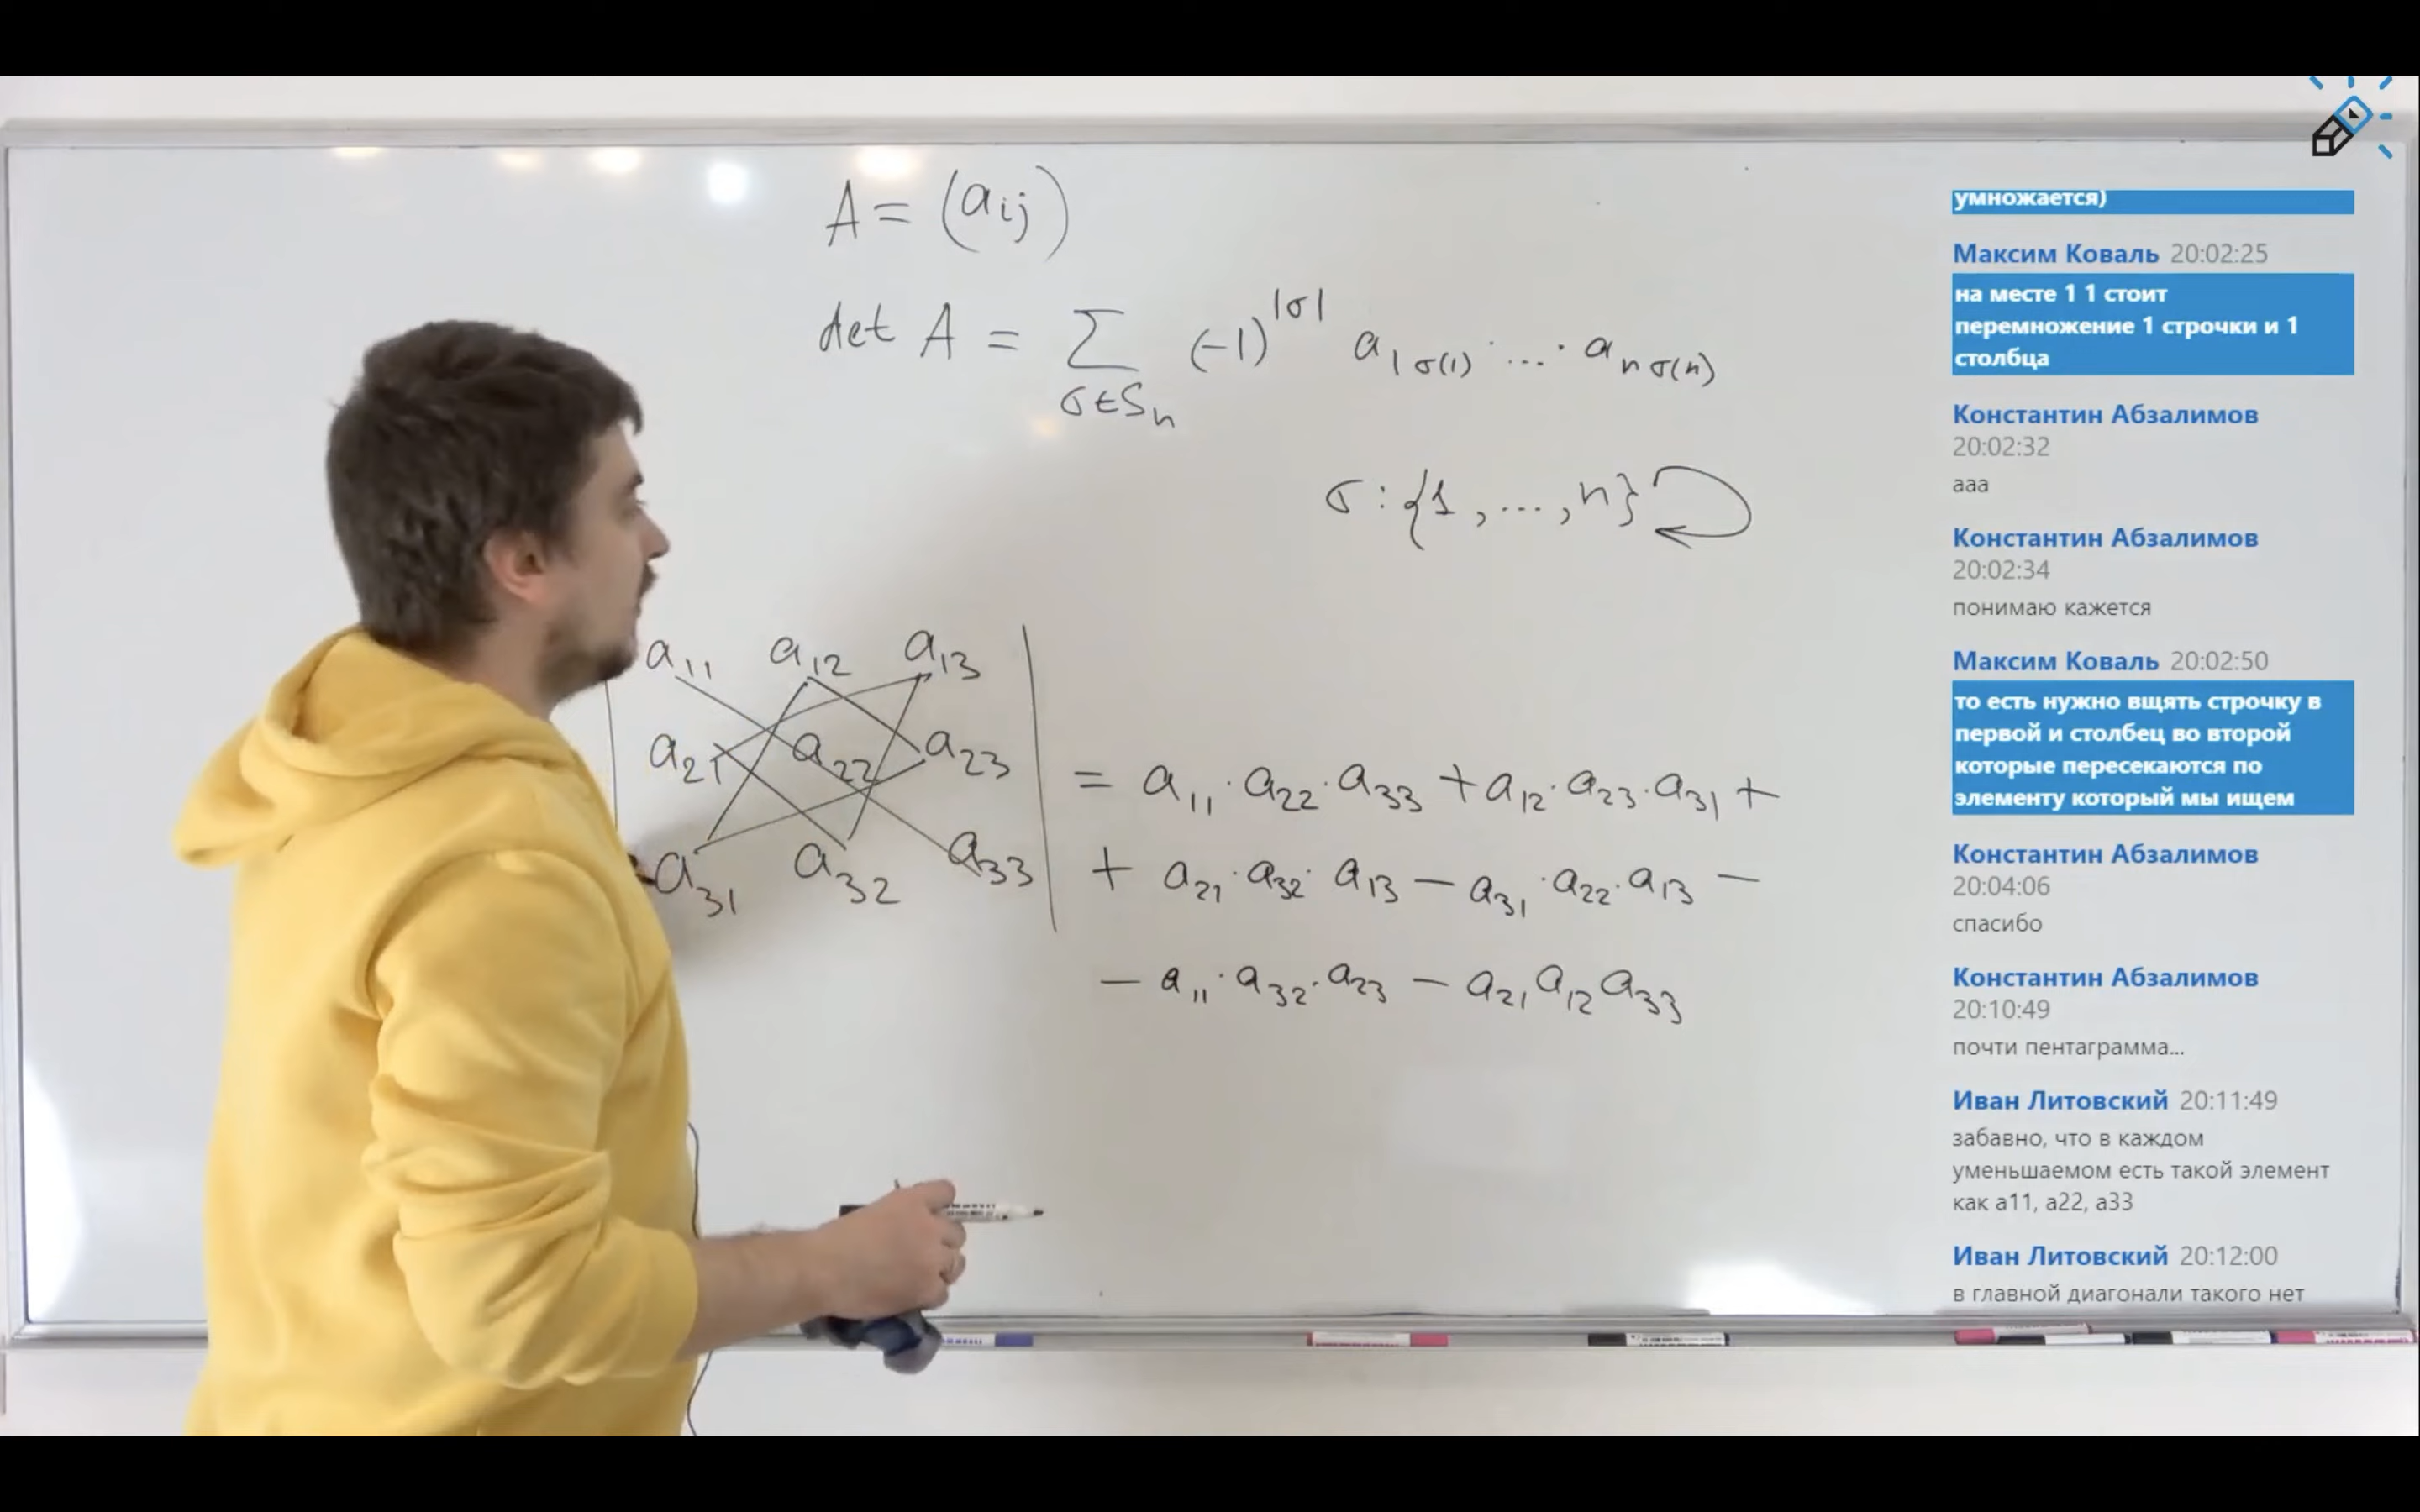 A = (aij)
det A = Σ (-1)^|σ| a1σ(1) · ... · anσ(n)
σ∈Sn
σ : {1, ..., n}
a11 a12 a13
a21 a22 a23
a31 a32 a33
= a11 · a22 · a33 + a12 · a23 · a31 +
+ a21 · a32 · a13 − a31 · a22 · a13 −
− a11 · a32 · a23 − a21 a12 a33
умножается)
Максим Коваль 20:02:25
на месте 1 1 стоит
перемножение 1 строчки и 1
столбца
Константин Абзалимов
20:02:32
ааа
Константин Абзалимов
20:02:34
понимаю кажется
Максим Коваль 20:02:50
то есть нужно вщять строчку в
первой и столбец во второй
которые пересекаются по
элементу который мы ищем
Константин Абзалимов
20:04:06
спасибо
Константин Абзалимов
20:10:49
почти пентаграмма...
Иван Литовский 20:11:49
забавно, что в каждом
уменьшаемом есть такой элемент
как а11, а22, а33
Иван Литовский 20:12:00
в главной диагонали такого нет